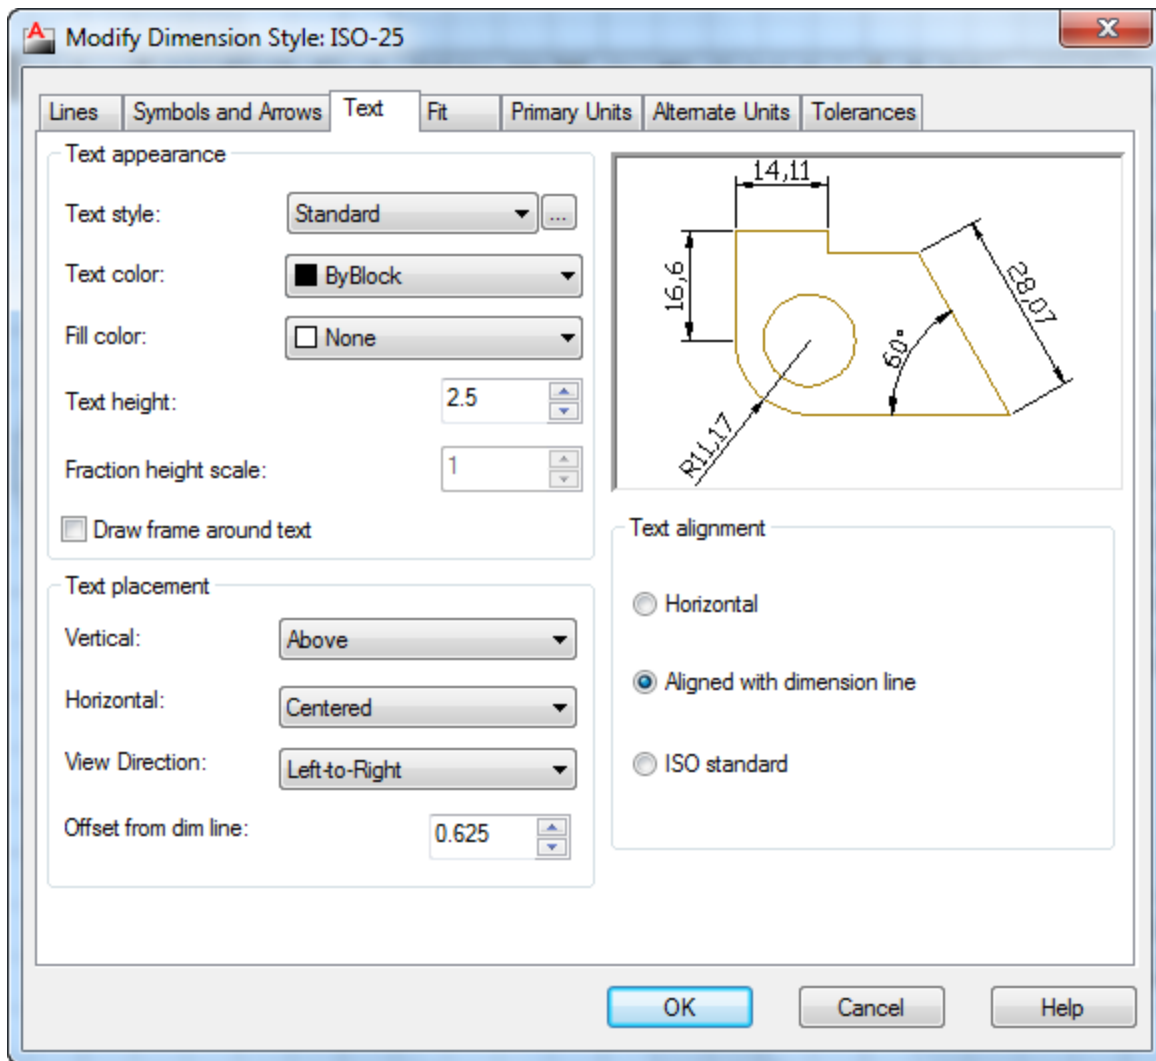 Modify Dimension Style: ISO-25
Lines Symbols and Arrows Text Fit Primary Units Alternate Units Tolerances
Text appearance
Text style: Standard ...
Text color: ByBlock
Fill color: None
Text height: 2.5
Fraction height scale: 1
Draw frame around text
Text placement
Vertical: Above
Horizontal: Centered
View Direction: Left-to-Right
Offset from dim line: 0.625
14,11
16,6
28,07
60°
R11,17
Text alignment
Horizontal
Aligned with dimension line
ISO standard
OK Cancel Help